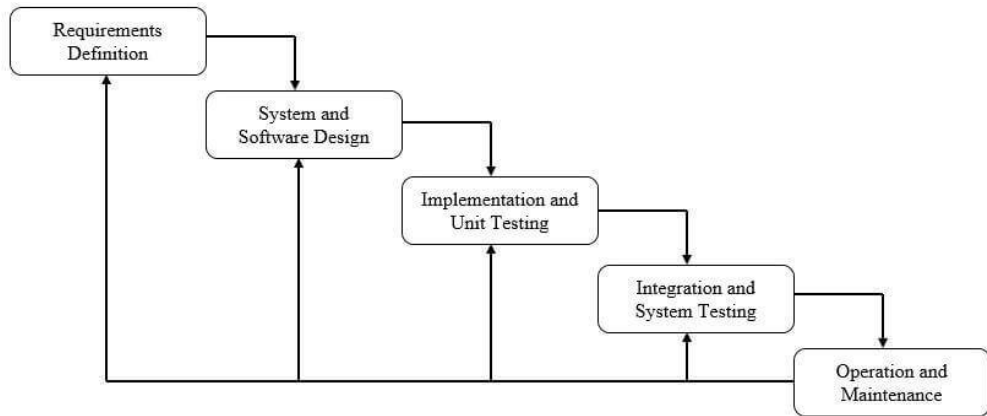 Requirements
Definition
System and
Software Design
Implementation and
Unit Testing
Integration and
System Testing
Operation and
Maintenance